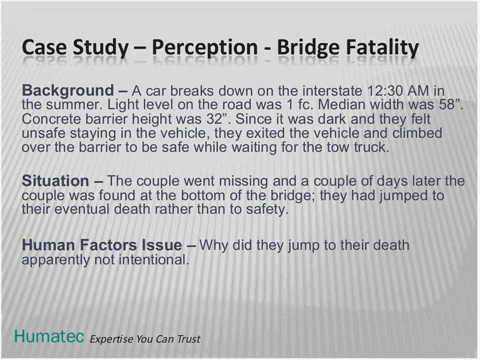 Case Study – Perception - Bridge Fatality
Background – A car breaks down on the interstate 12:30 AM in
the summer. Light level on the road was 1 fc. Median width was 58”.
Concrete barrier height was 32”. Since it was dark and they felt
unsafe staying in the vehicle, they exited the vehicle and climbed
over the barrier to be safe while waiting for the tow truck.
Situation – The couple went missing and a couple of days later the
couple was found at the bottom of the bridge; they had jumped to
their eventual death rather than to safety.
Human Factors Issue – Why did they jump to their death
apparently not intentional.
Humatec Expertise You Can Trust